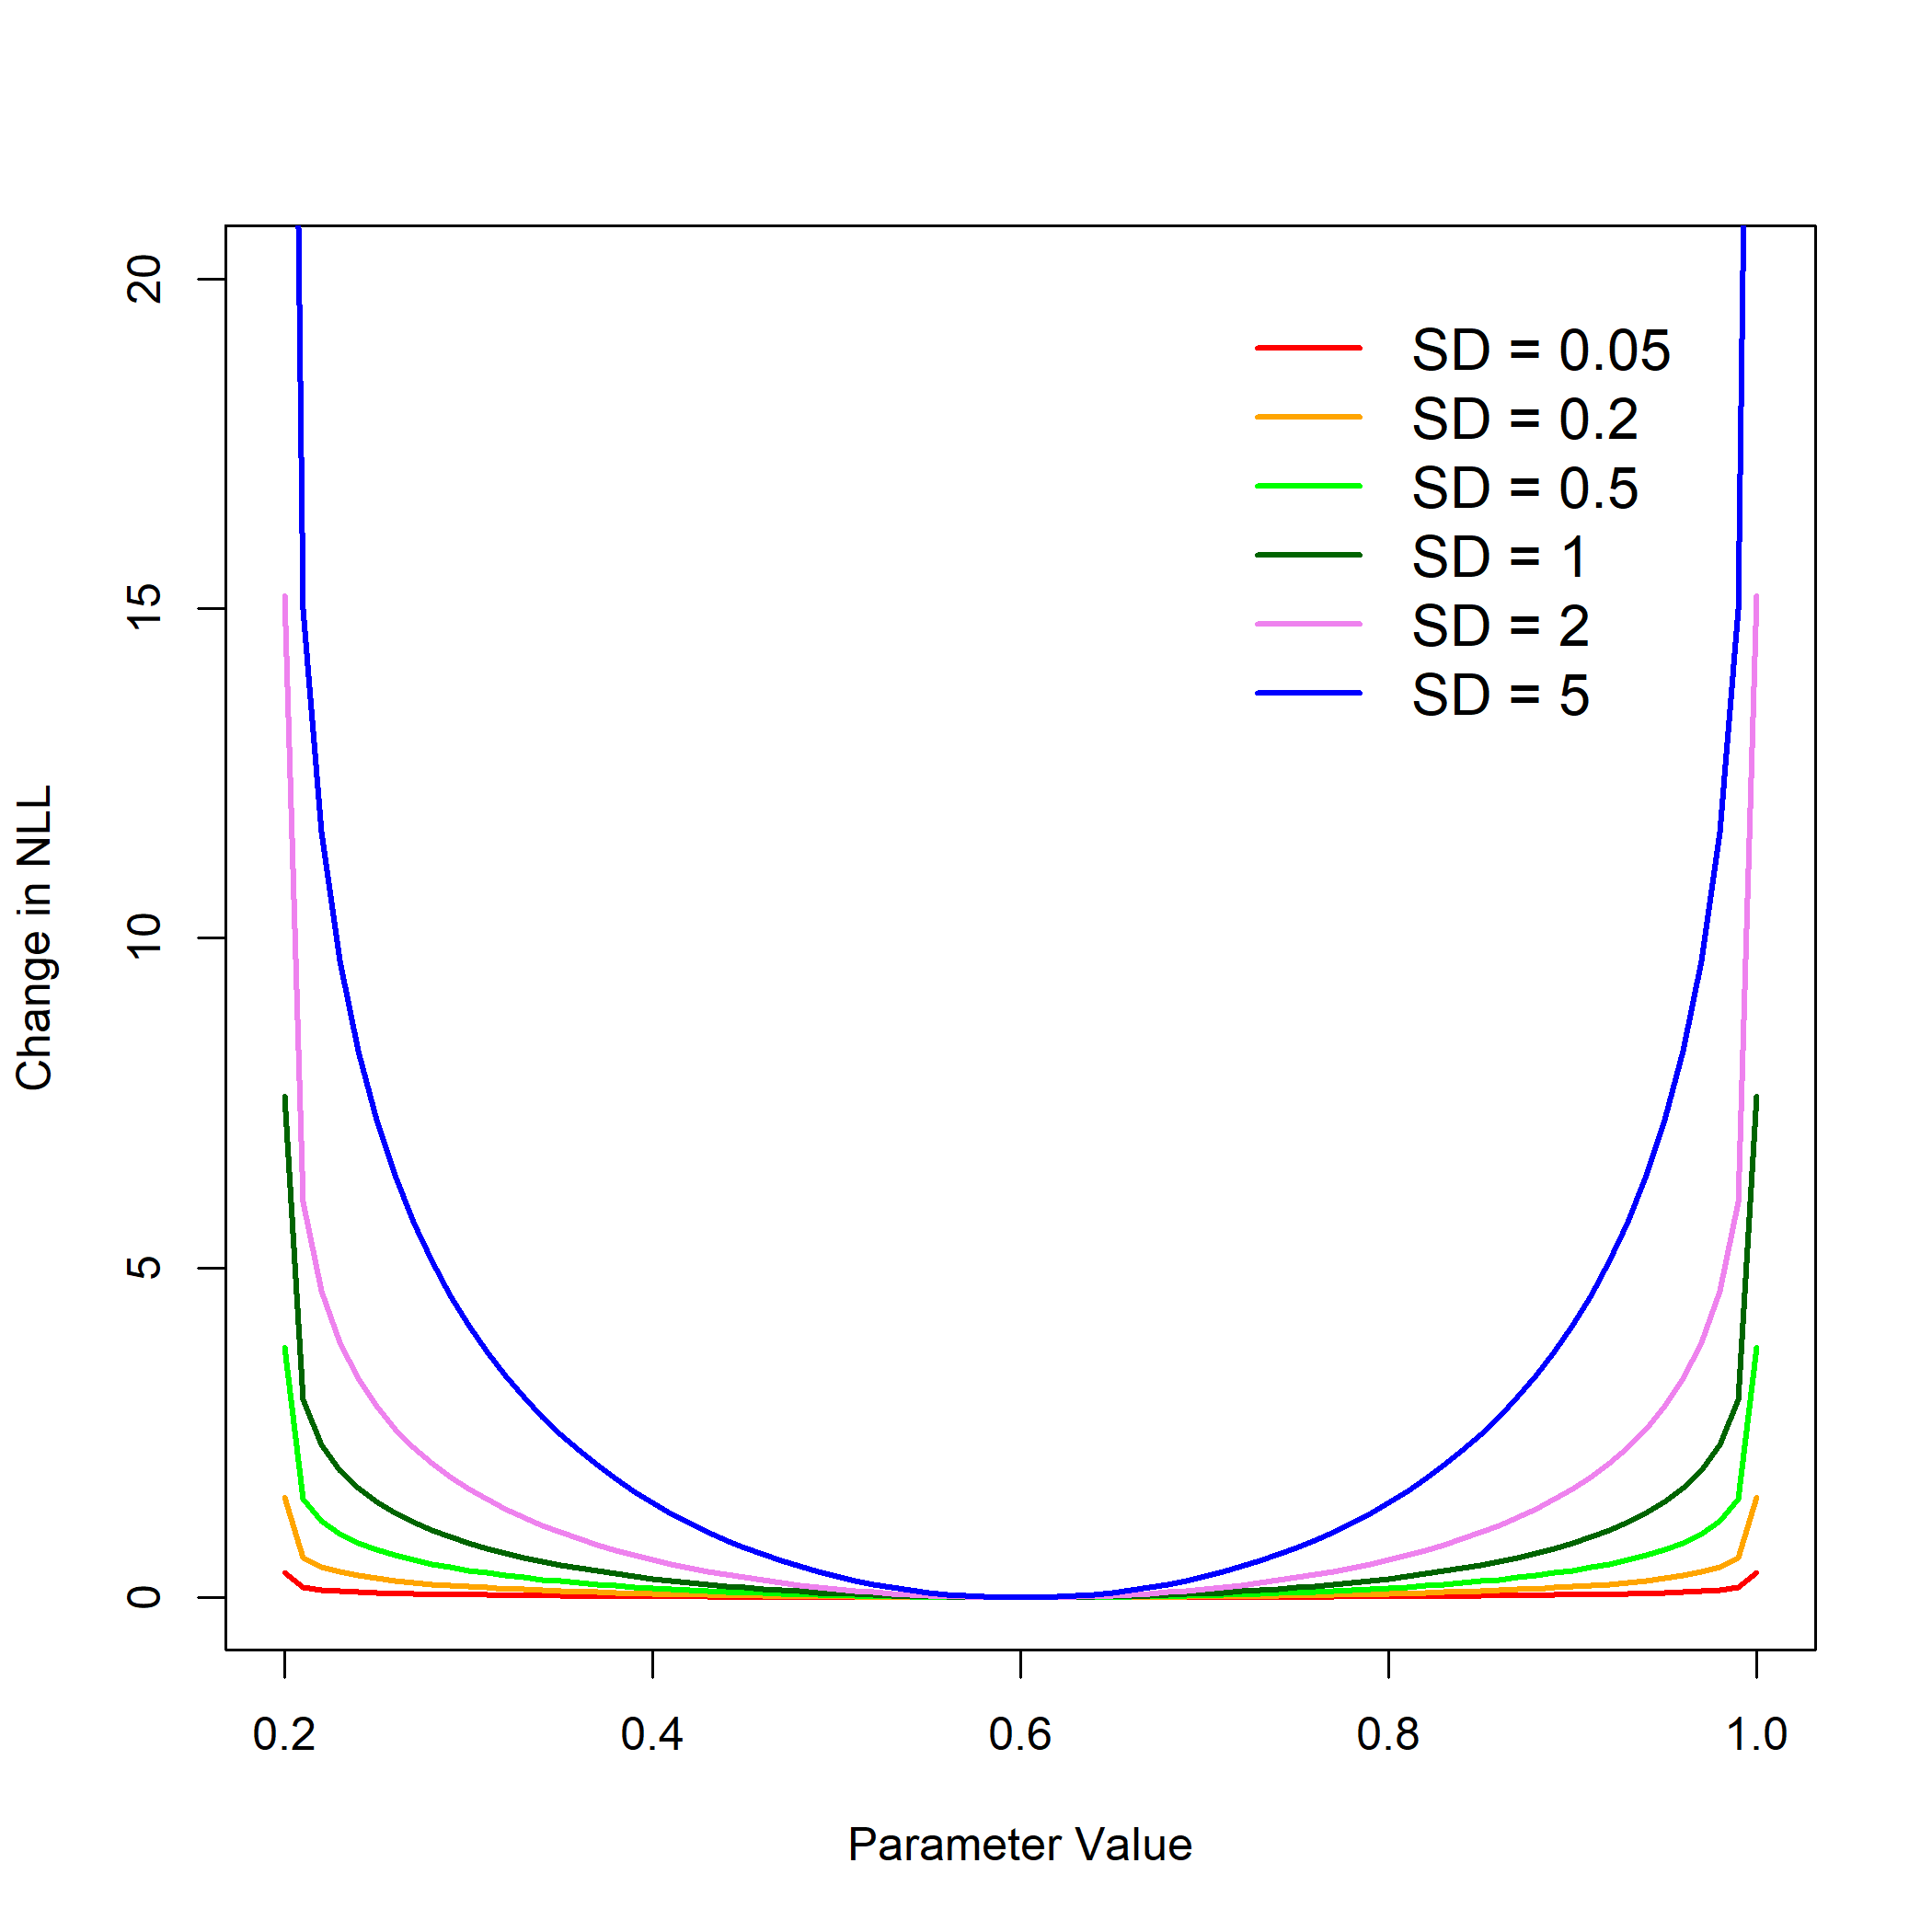 20
15
10
5
0
Change in NLL
SD = 0.05
SD = 0.2
SD = 0.5
SD = 1
SD = 2
SD = 5
0.2 0.4 0.6 0.8 1.0
Parameter Value